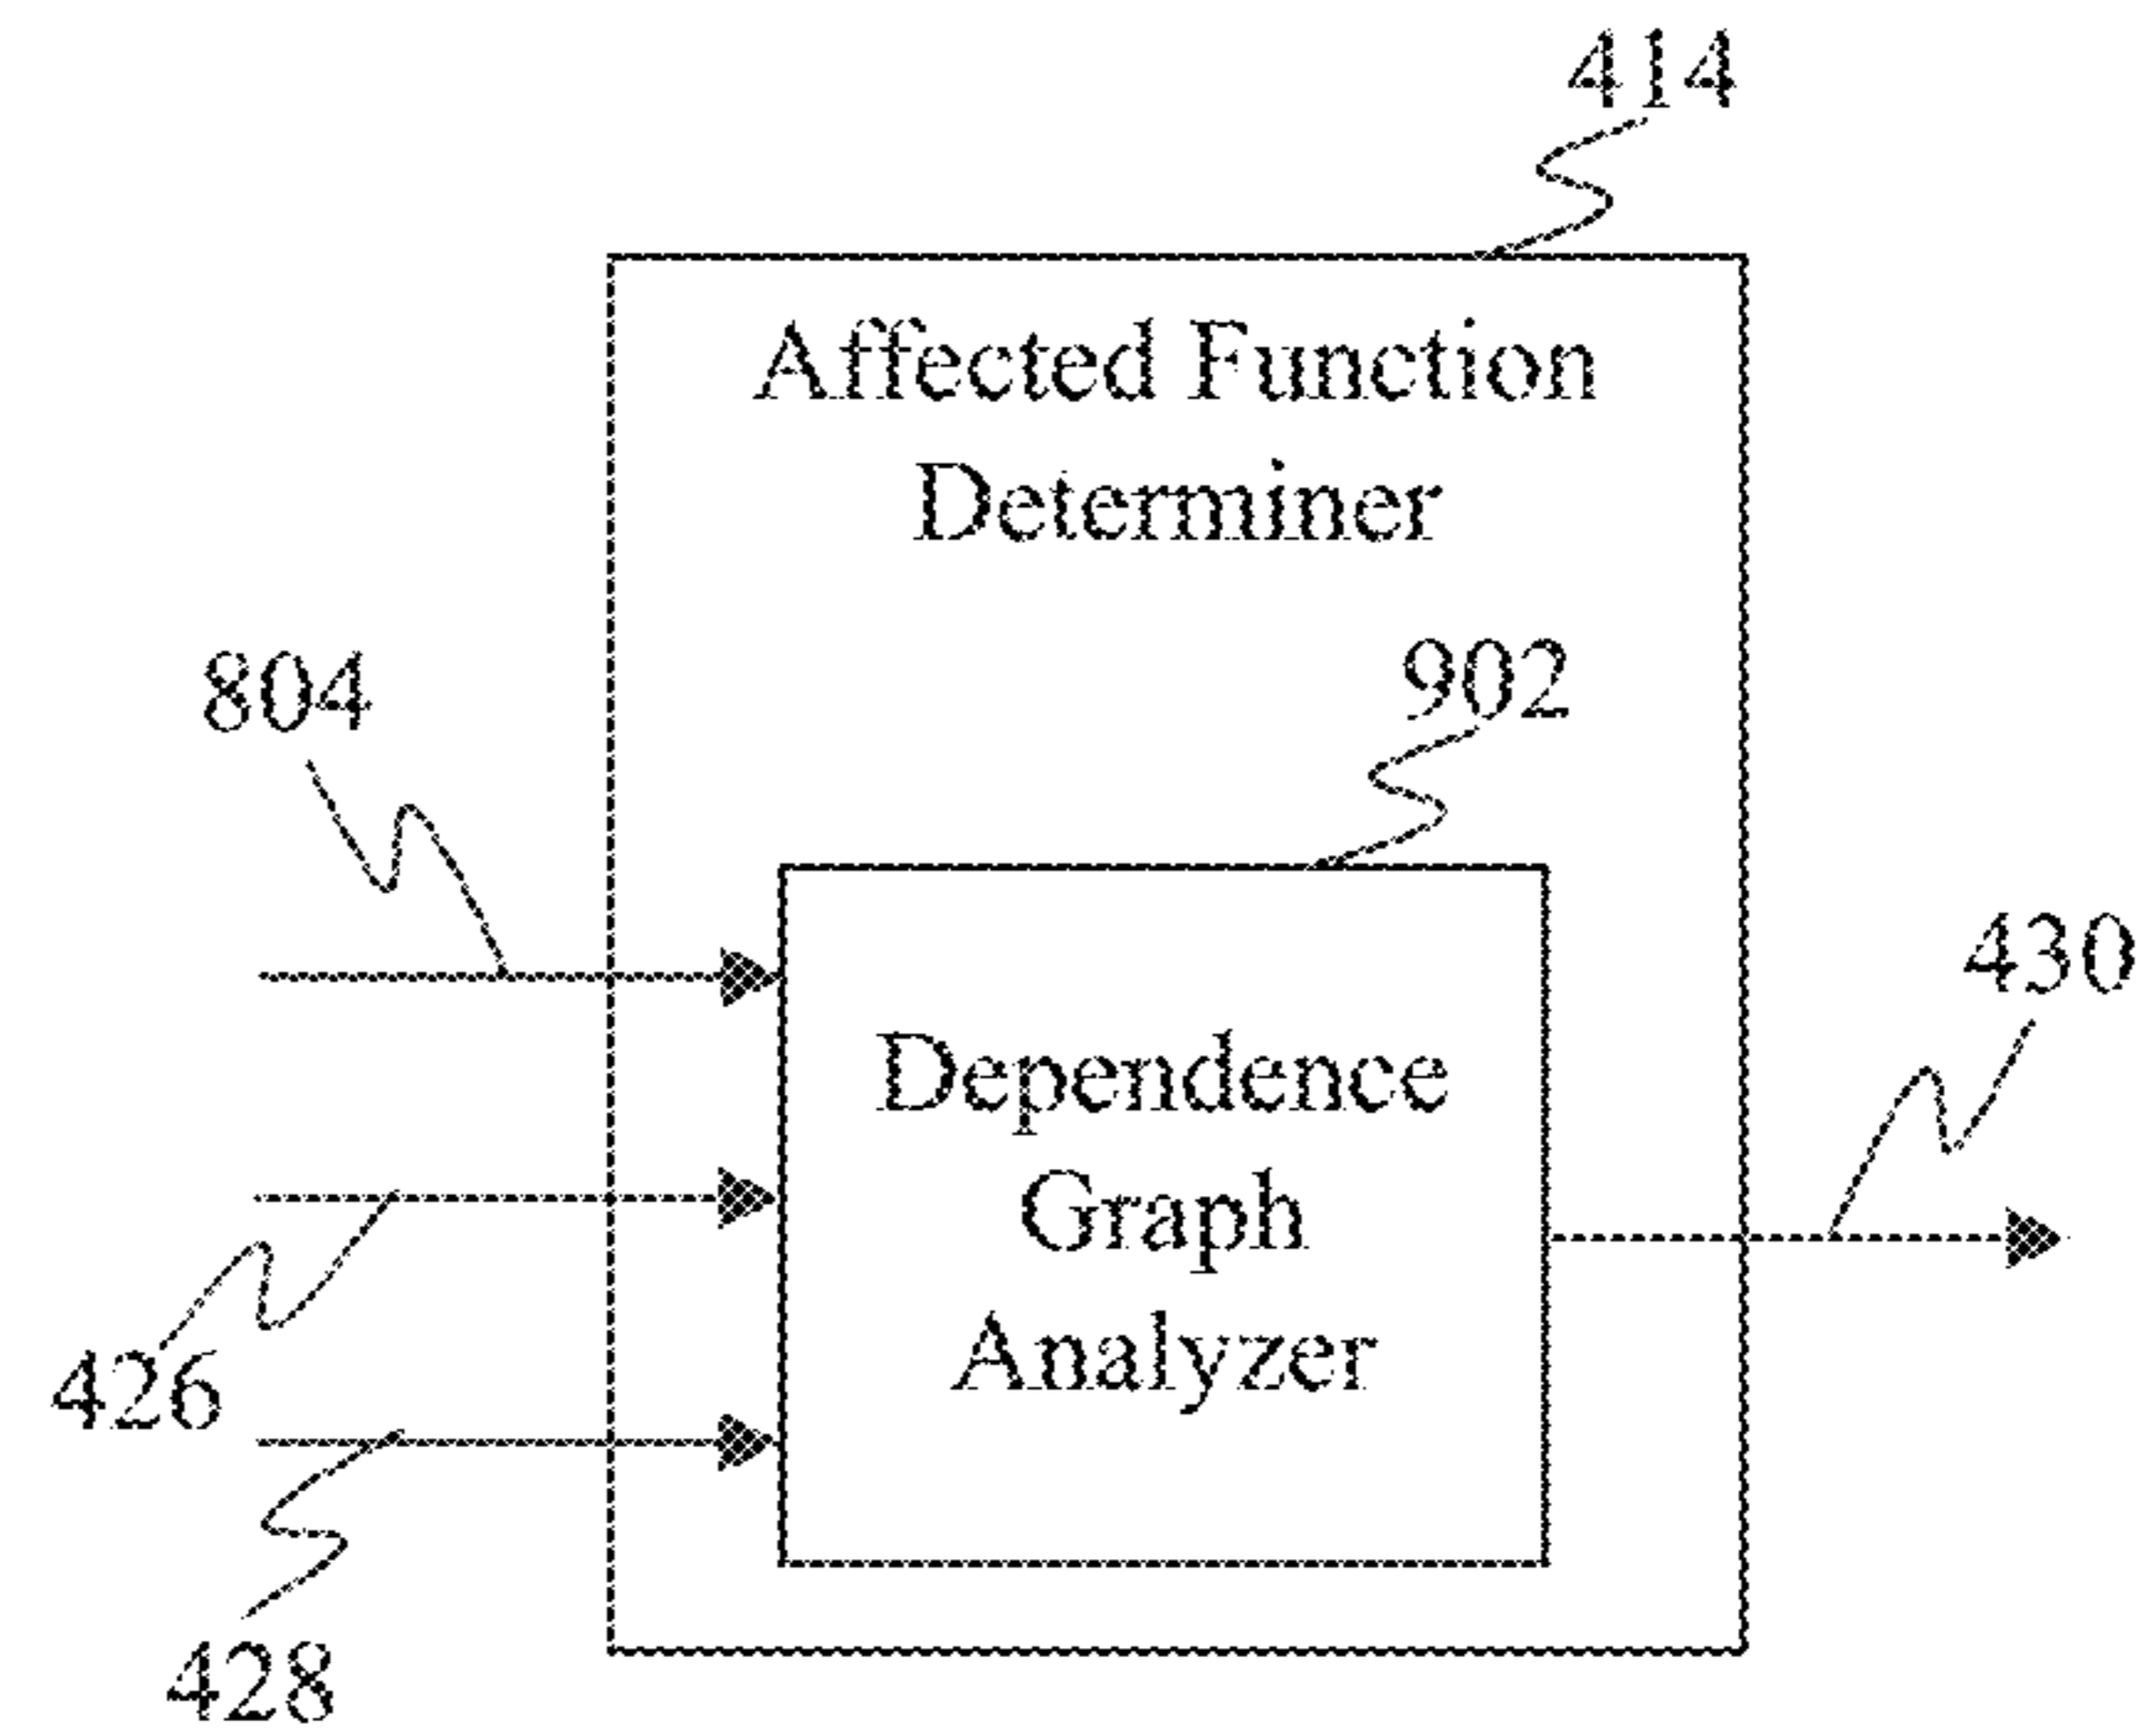 414
Affected Function
Determiner
804
902
430
Dependence
Graph
Analyzer
426
428